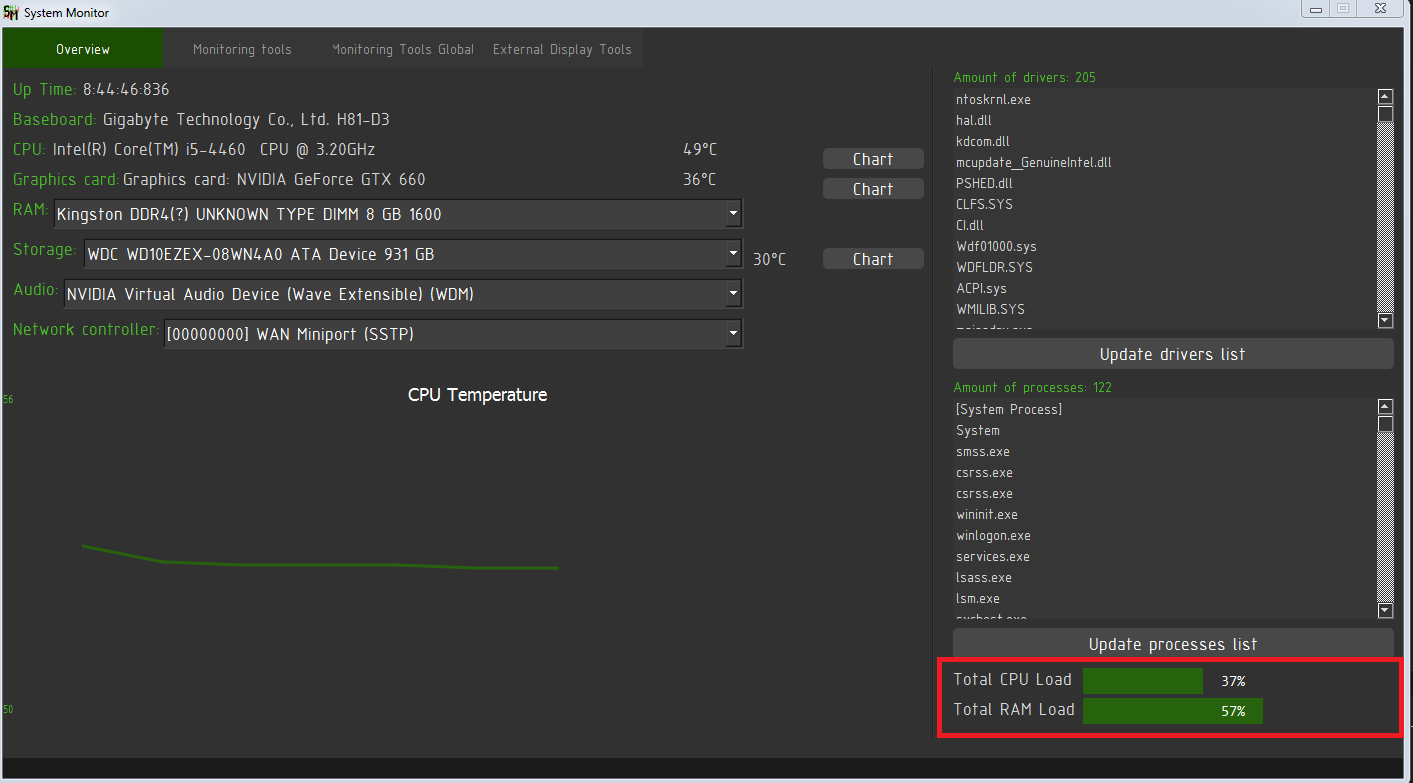 SM System Monitor
Overview Monitoring tools Monitoring Tools Global External Display Tools
Up Time: 8:44:46:836
Baseboard: Gigabyte Technology Co., Ltd. H81-D3
CPU: Intel(R) Core(TM) i5-4460 CPU @ 3.20GHz 49°C Chart
Graphics card: Graphics card: NVIDIA GeForce GTX 660 36°C Chart
RAM: Kingston DDR4(?) UNKNOWN TYPE DIMM 8 GB 1600
Storage: WDC WD10EZEX-08WN4A0 ATA Device 931 GB 30°C Chart
Audio: NVIDIA Virtual Audio Device (Wave Extensible) (WDM)
Network controller: [00000000] WAN Miniport (SSTP)
CPU Temperature
56
50
Amount of drivers: 205
ntoskrnl.exe
hal.dll
kdcom.dll
mcupdate_GenuineIntel.dll
PSHED.dll
CLFS.SYS
CI.dll
Wdf01000.sys
WDFLDR.SYS
ACPI.sys
WMILIB.SYS
Update drivers list
Amount of processes: 122
[System Process]
System
smss.exe
csrss.exe
csrss.exe
wininit.exe
winlogon.exe
services.exe
lsass.exe
lsm.exe
svchost.exe
Update processes list
Total CPU Load 37%
Total RAM Load 57%